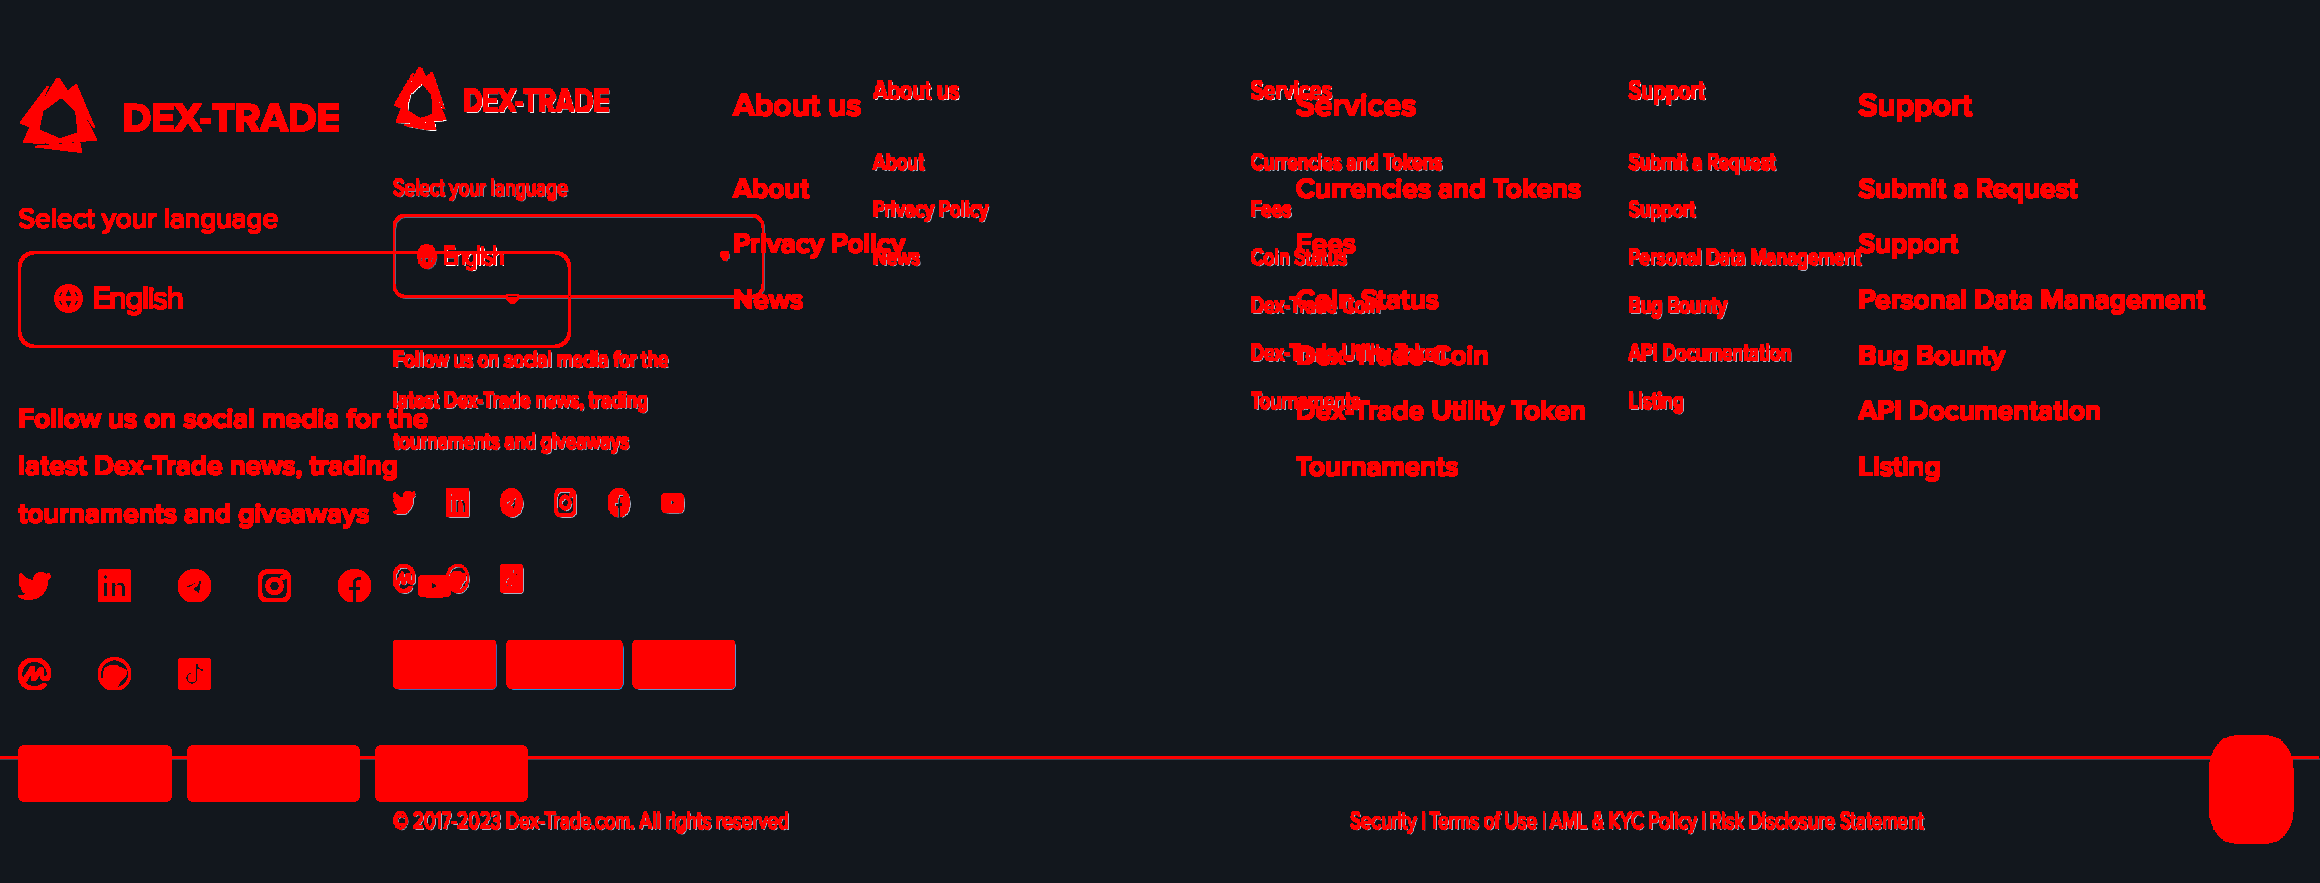 DEX-TRADE
Select your language
English
Follow us on social media for the
latest Dex-Trade news, trading
tournaments and giveaways
DEX-TRADE
Select your language
English
Follow us on social media for the
latest Dex-Trade news, trading
tournaments and giveaways
© 2017-2023 Dex-Trade.com. All rights reserved
About us
About
Privacy Policy
News
About us
About
Privacy Policy
News
Services
Currencies and Tokens
Fees
Coin Status
Dex-Trade Coin
Dex-Trade Utility Token
Tournaments
Services
Currencies and Tokens
Fees
Coin Status
Dex-Trade Coin
Dex-Trade Utility Token
Tournaments
Support
Submit a Request
Support
Personal Data Management
Bug Bounty
API Documentation
Listing
Support
Submit a Request
Support
Personal Data Management
Bug Bounty
API Documentation
Listing
Security | Terms of Use | AML & KYC Policy | Risk Disclosure Statement